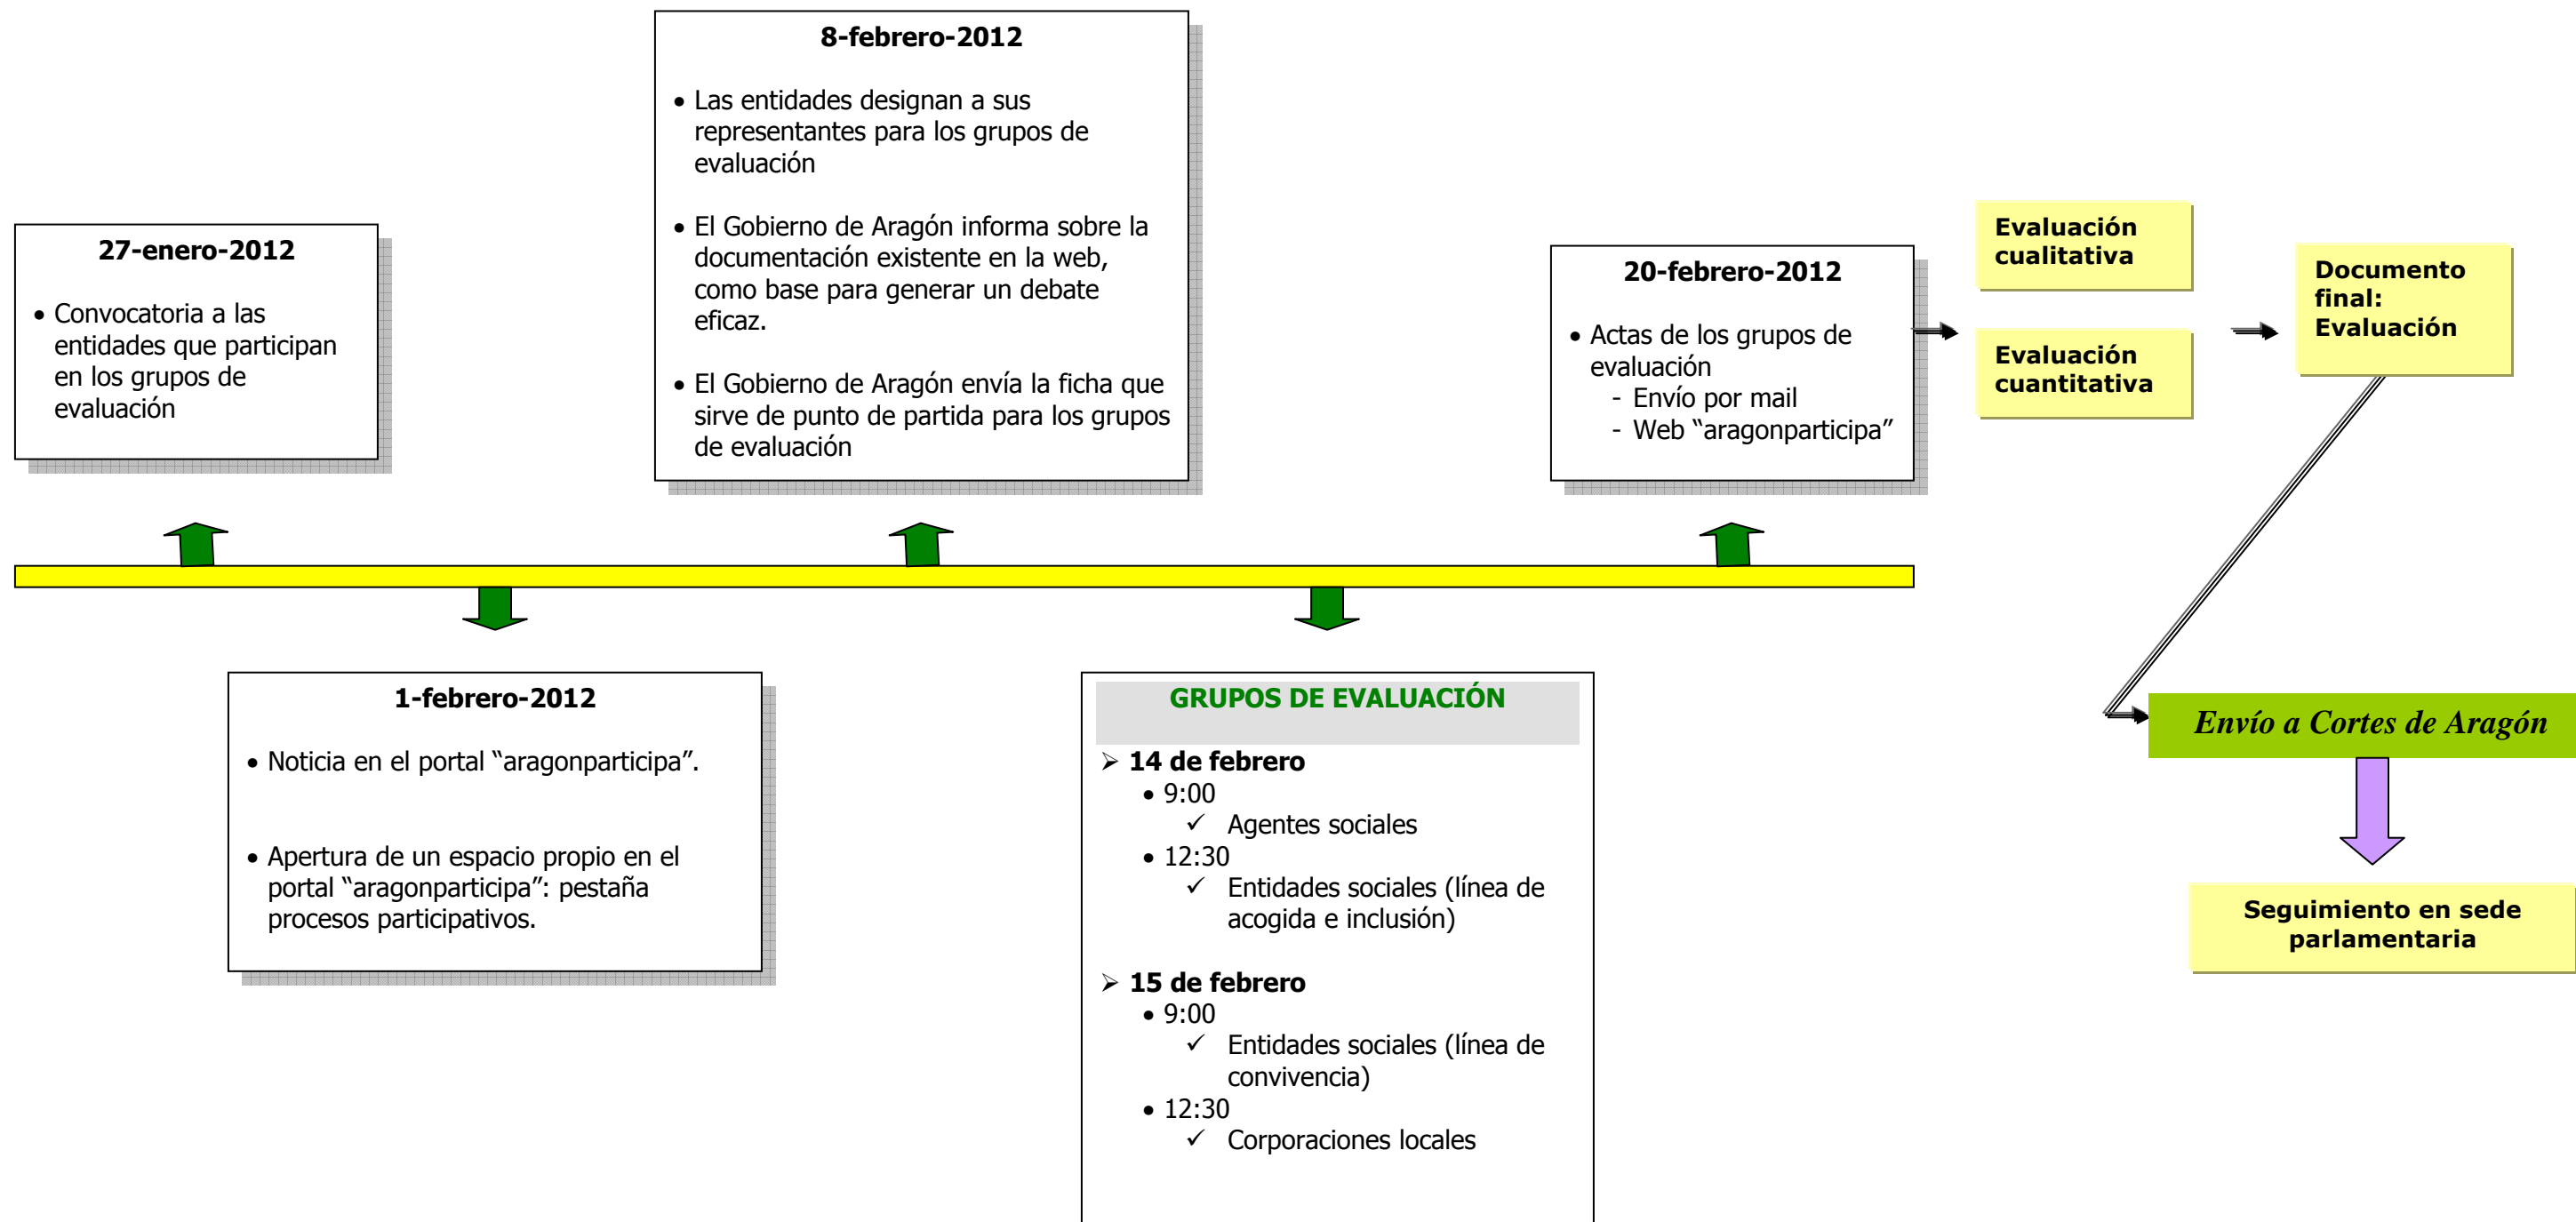 27-enero-2012
• Convocatoria a las
entidades que participan
en los grupos de
evaluación
8-febrero-2012
• Las entidades designan a sus
representantes para los grupos de
evaluación
• El Gobierno de Aragón informa sobre la
documentación existente en la web,
como base para generar un debate
eficaz.
• El Gobierno de Aragón envía la ficha que
sirve de punto de partida para los grupos
de evaluación
20-febrero-2012
• Actas de los grupos de
evaluación
- Envío por mail
- Web “aragonparticipa”
Evaluación
cualitativa
Evaluación
cuantitativa
Documento
final:
Evaluación
1-febrero-2012
• Noticia en el portal “aragonparticipa”.
• Apertura de un espacio propio en el
portal “aragonparticipa”: pestaña
procesos participativos.
GRUPOS DE EVALUACIÓN
➢ 14 de febrero
• 9:00
✓ Agentes sociales
• 12:30
✓ Entidades sociales (línea de
acogida e inclusión)
➢ 15 de febrero
• 9:00
✓ Entidades sociales (línea de
convivencia)
• 12:30
✓ Corporaciones locales
Envío a Cortes de Aragón
Seguimiento en sede
parlamentaria